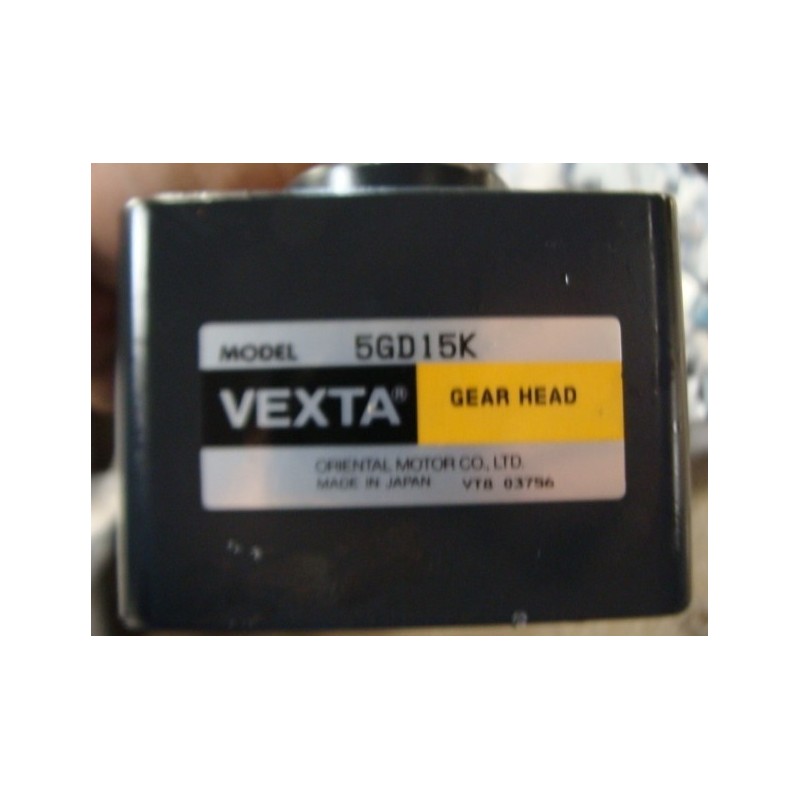 MODEL 5GD15K
VEXTA® GEAR HEAD
ORIENTAL MOTOR CO., LTD.
MADE IN JAPAN VT8 03756